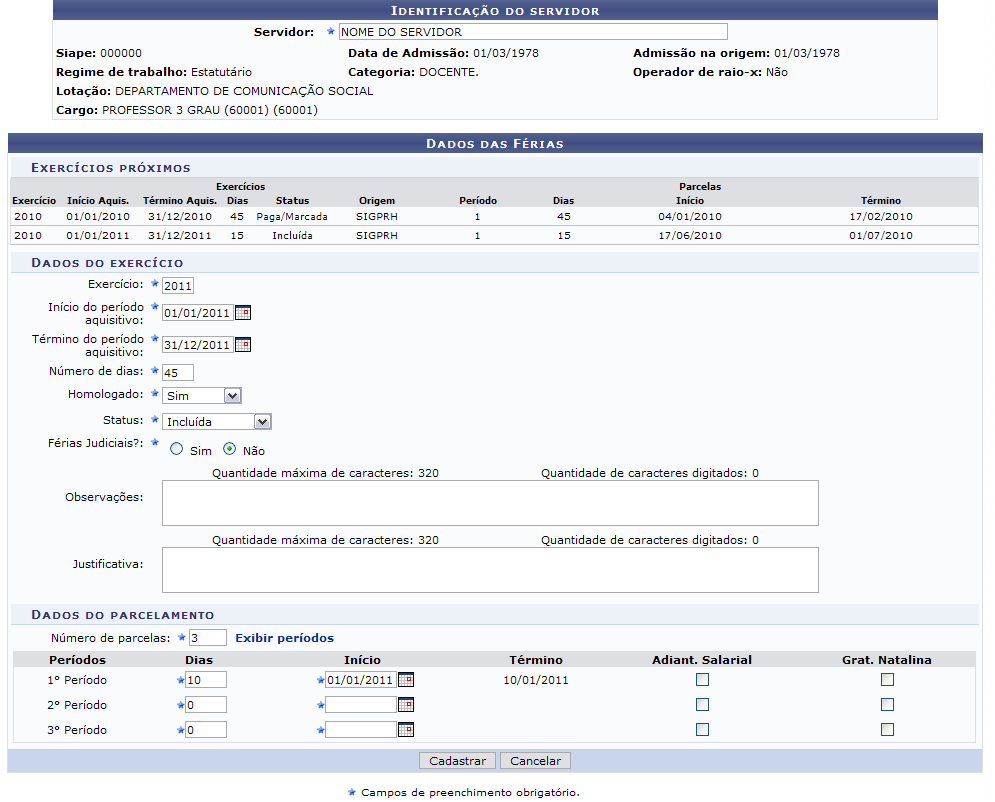 Identificação do servidor
Servidor: NOME DO SERVIDOR
Siape: 000000 Data de Admissão: 01/03/1978 Admissão na origem: 01/03/1978
Regime de trabalho: Estatutário Categoria: DOCENTE. Operador de raio-x: Não
Lotação: DEPARTAMENTO DE COMUNICAÇÃO SOCIAL
Cargo: PROFESSOR 3 GRAU (60001) (60001)
Dados das Férias
Exercícios próximos
Exercícios Parcelas
Exercício Início Aquis. Término Aquis. Dias Status Origem Período Dias Início Término
2010 01/01/2010 31/12/2010 45 Paga/Marcada SIGPRH 1 45 04/01/2010 17/02/2010
2010 01/01/2011 31/12/2011 15 Incluída SIGPRH 1 15 17/06/2010 01/07/2010
Dados do exercício
Exercício: 2011
Início do período
aquisitivo: 01/01/2011
Término do período
aquisitivo: 31/12/2011
Número de dias: 45
Homologado: Sim
Status: Incluída
Férias Judiciais?: Sim Não
Quantidade máxima de caracteres: 320 Quantidade de caracteres digitados: 0
Observações:
Quantidade máxima de caracteres: 320 Quantidade de caracteres digitados: 0
Justificativa:
Dados do parcelamento
Número de parcelas: 3 Exibir períodos
Períodos Dias Início Término Adiant. Salarial Grat. Natalina
1° Período 10 01/01/2011 10/01/2011
2° Período 0
3° Período 0
Cadastrar Cancelar
Campos de preenchimento obrigatório.